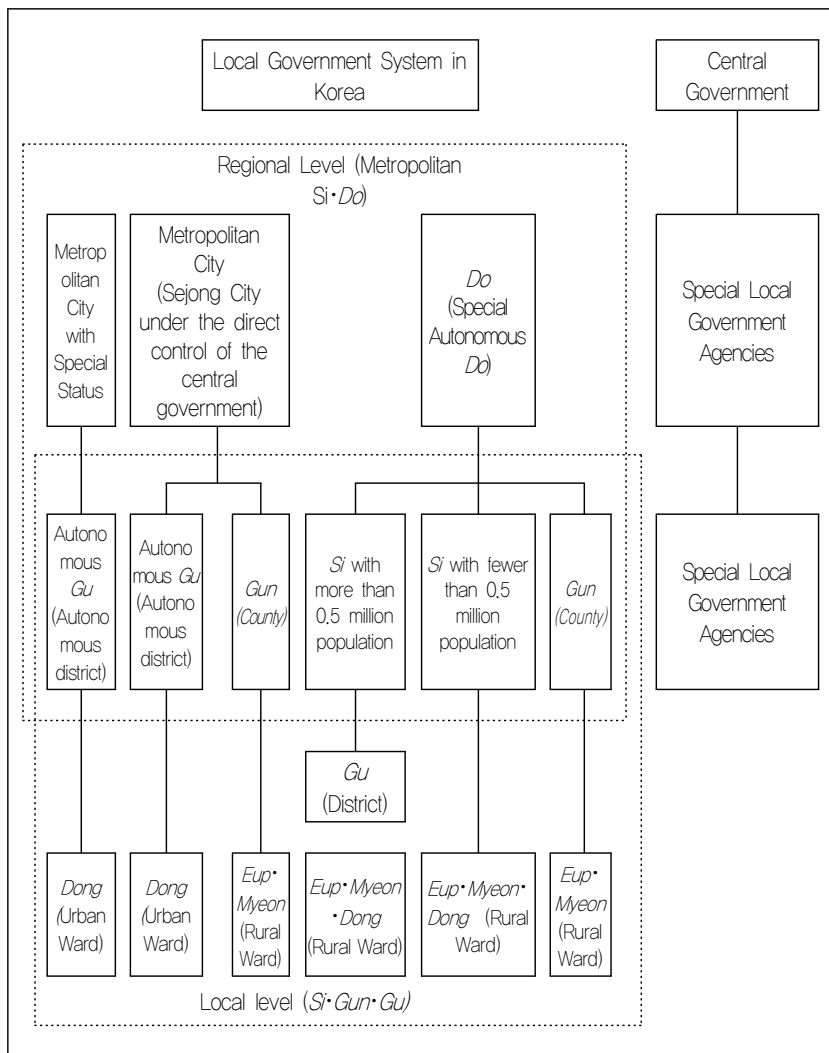 Local Government System in
Korea
Central
Government
Regional Level (Metropolitan
Si·Do)
Metrop
olitan
City
with
Special
Status
Metropolitan
City
(Sejong City
under the direct
control of the
central
government)
Do
(Special
Autonomous
Do)
Special Local
Government
Agencies
Autono
mous
Gu
(Autono
mous
district)
Autono
mous Gu
(Autono
mous
district)
Gun
(County)
Si with
more than
0.5 million
population
Si with fewer
than 0.5
million
population
Gun
(County)
Special Local
Government
Agencies
Gu
(District)
Dong
(Urban
Ward)
Dong
(Urban
Ward)
Eup·
Myeon
(Rural
Ward)
Eup·Myeon
·Dong
(Rural Ward)
Eup·Myeon·
Dong (Rural
Ward)
Eup·
Myeon
(Rural
Ward)
Local level (Si·Gun·Gu)